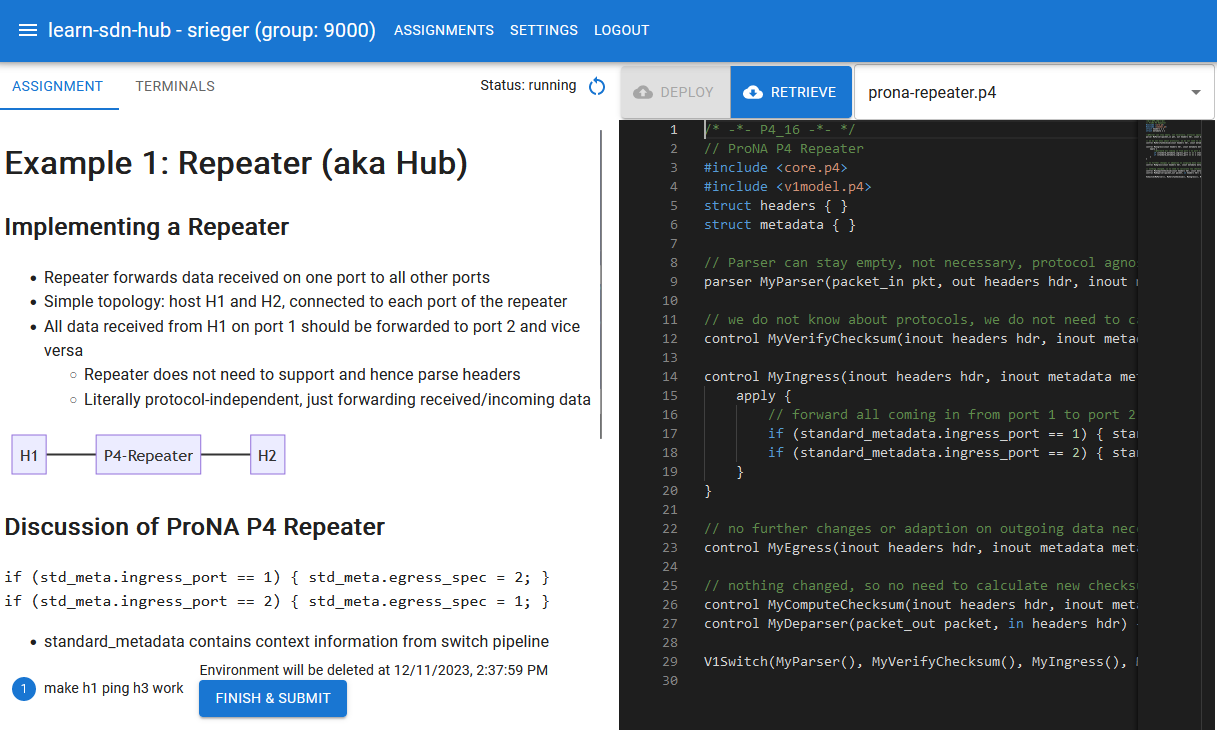 learn-sdn-hub - srieger (group: 9000) ASSIGNMENTS SETTINGS LOGOUT
ASSIGNMENT TERMINALS Status: running
Example 1: Repeater (aka Hub)
Implementing a Repeater
• Repeater forwards data received on one port to all other ports
• Simple topology: host H1 and H2, connected to each port of the repeater
• All data received from H1 on port 1 should be forwarded to port 2 and vice
versa
○ Repeater does not need to support and hence parse headers
○ Literally protocol-independent, just forwarding received/incoming data
H1 P4-Repeater H2
Discussion of ProNA P4 Repeater
if (std_meta.ingress_port == 1) { std_meta.egress_spec = 2; }
if (std_meta.ingress_port == 2) { std_meta.egress_spec = 1; }
• standard_metadata contains context information from switch pipeline
Environment will be deleted at 12/11/2023, 2:37:59 PM
1 make h1 ping h3 work
FINISH & SUBMIT
DEPLOY RETRIEVE prona-repeater.p4
1 /* -*- P4_16 -*- */
2 // ProNA P4 Repeater
3 #include <core.p4>
4 #include <v1model.p4>
5 struct headers { }
6 struct metadata { }
7
8 // Parser can stay empty, not necessary, protocol agno
9 parser MyParser(packet_in pkt, out headers hdr, inout
10
11 // we do not know about protocols, we do not need to c
12 control MyVerifyChecksum(inout headers hdr, inout meta
13
14 control MyIngress(inout headers hdr, inout metadata me
15 apply {
16 // forward all coming in from port 1 to port 2
17 if (standard_metadata.ingress_port == 1) { sta
18 if (standard_metadata.ingress_port == 2) { sta
19 }
20 }
21
22 // no further changes or adaption on outgoing data nec
23 control MyEgress(inout headers hdr, inout metadata met
24
25 // nothing changed, so no need to calculate new checks
26 control MyComputeChecksum(inout headers hdr, inout met
27 control MyDeparser(packet_out packet, in headers hdr)
28
29 V1Switch(MyParser(), MyVerifyChecksum(), MyIngress(),
30